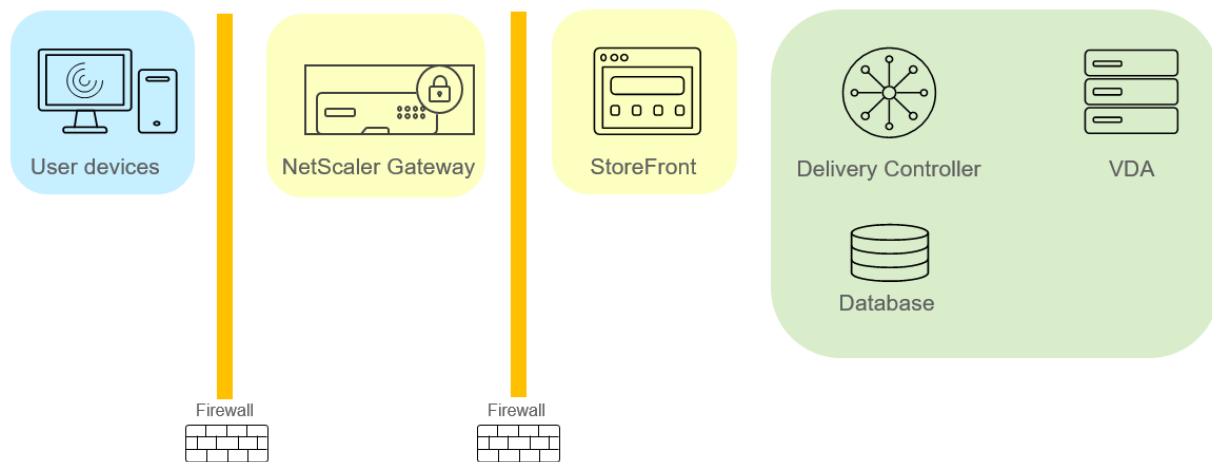 User devices
NetScaler Gateway
StoreFront
Delivery Controller
VDA
Database
Firewall
Firewall